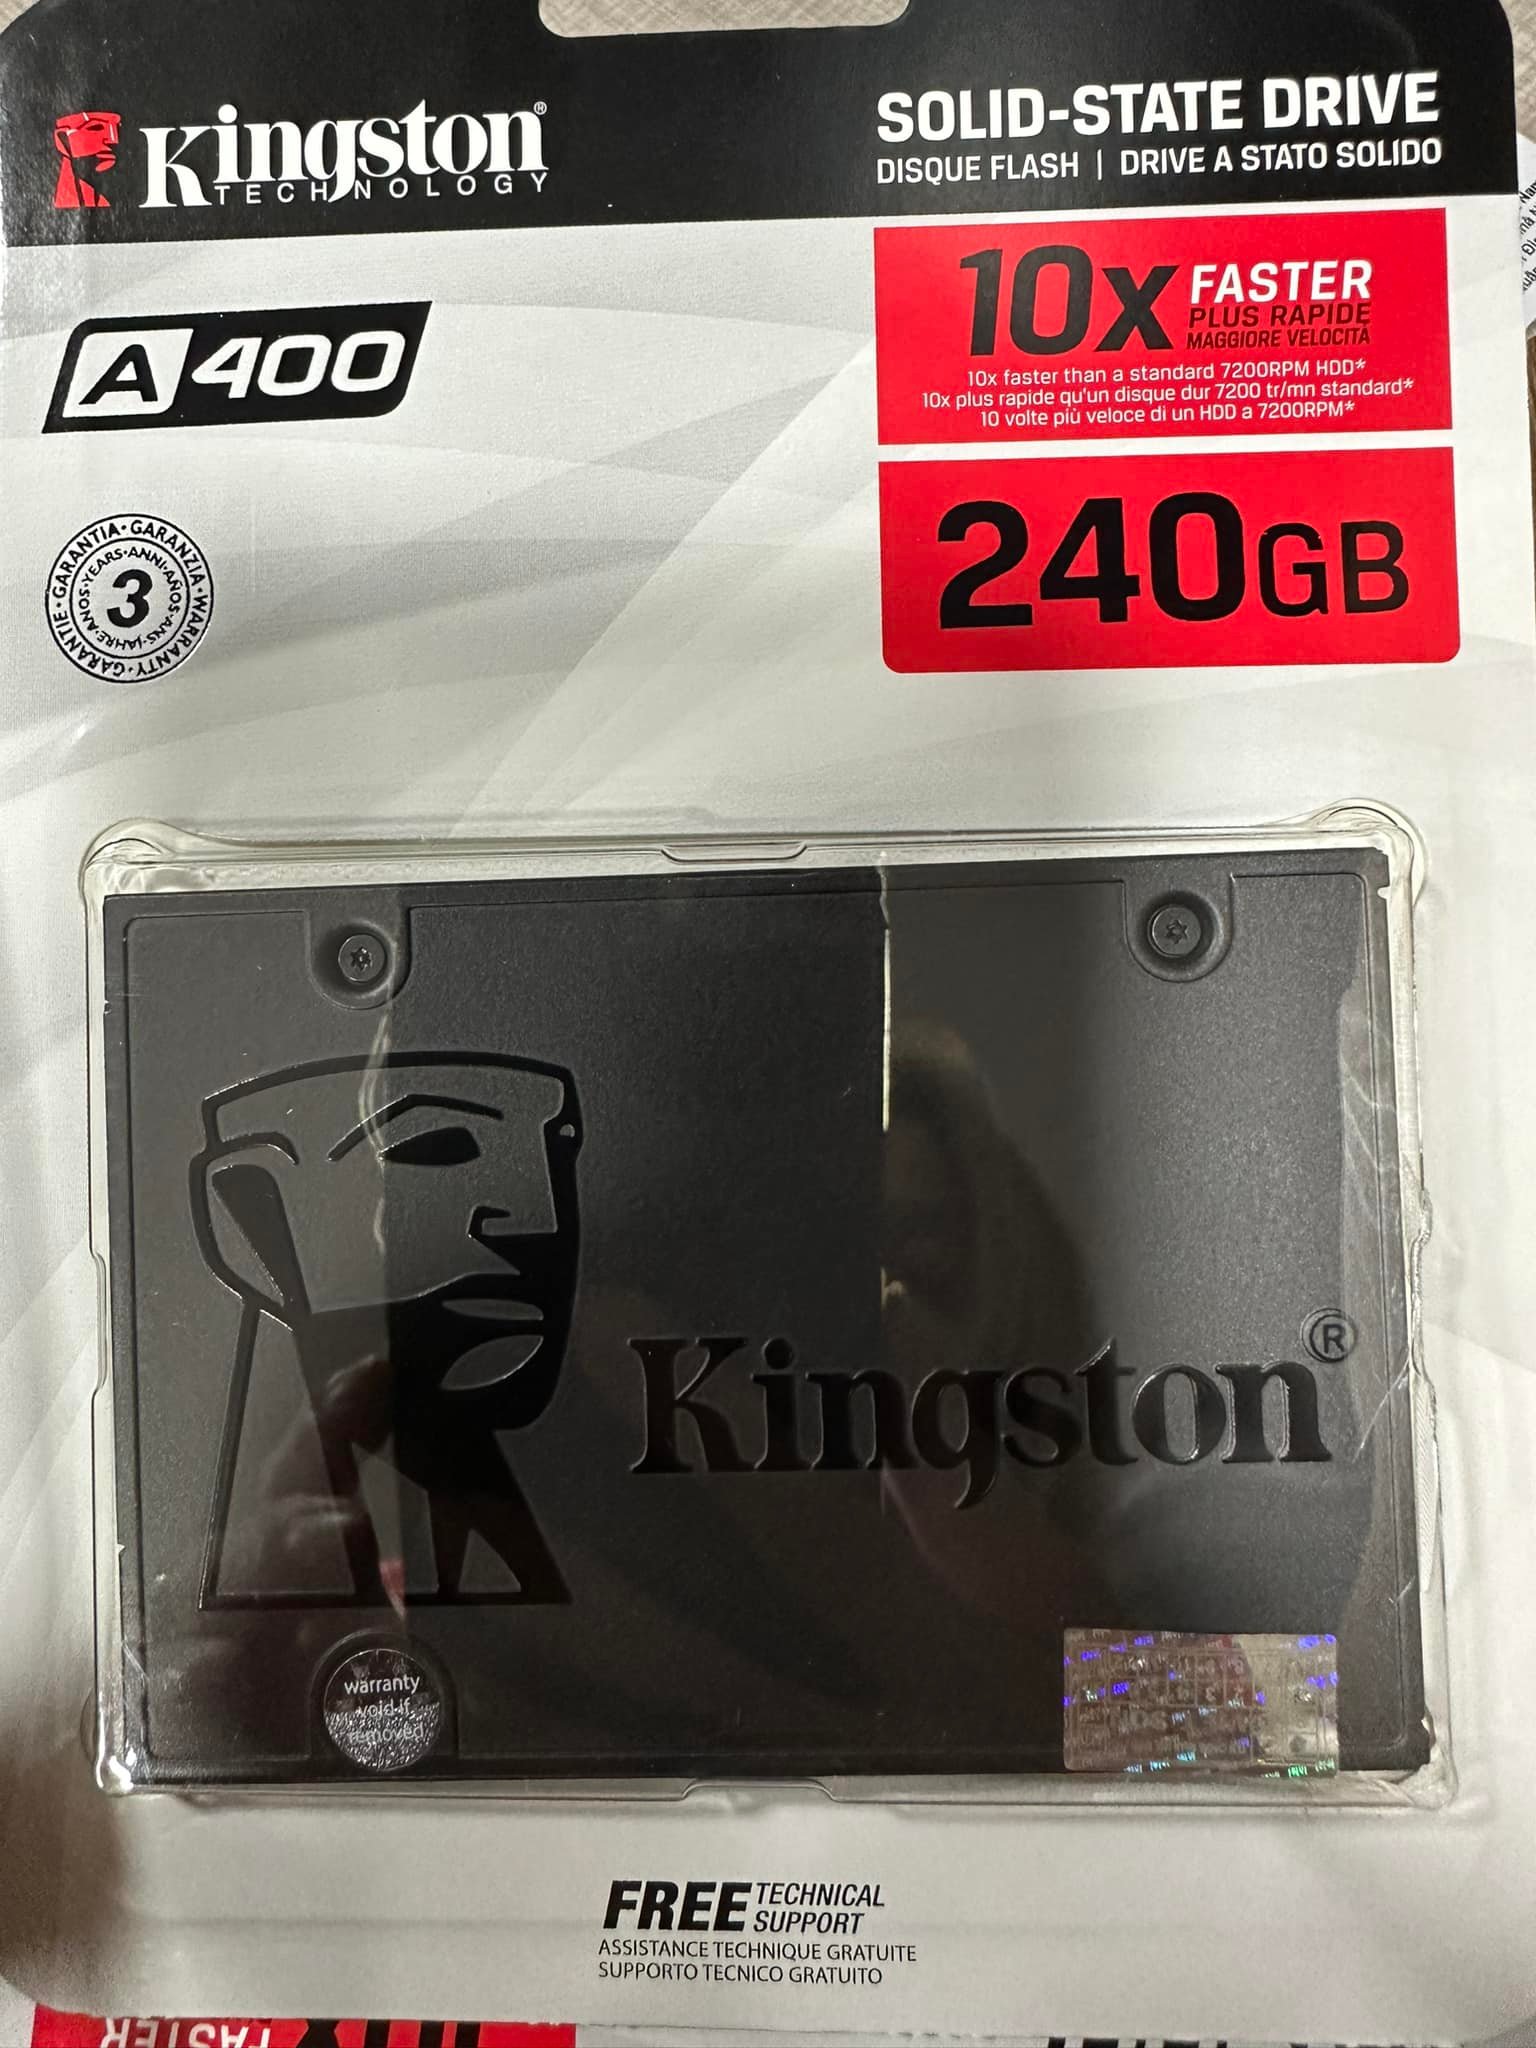 Kingston®
TECHNOLOGY
SOLID-STATE DRIVE
DISQUE FLASH | DRIVE A STATO SOLIDO
10x FASTER
PLUS RAPIDE
MAGGIORE VELOCITÀ
10x faster than a standard 7200RPM HDD*
10x plus rapide qu'un disque dur 7200 tr/mn standard*
10 volte più veloce di un HDD a 7200RPM*
A400
240GB
GARANTIE·GARANTIA·GARANZIA·WARRANTY
AÑOS·YEARS·ANNI·AÑOS·ANS·JAHRE
3
Kingston®
warranty
void if
removed
FREE TECHNICAL
SUPPORT
ASSISTANCE TECHNIQUE GRATUITE
SUPPORTO TECNICO GRATUITO
10x
FASTER